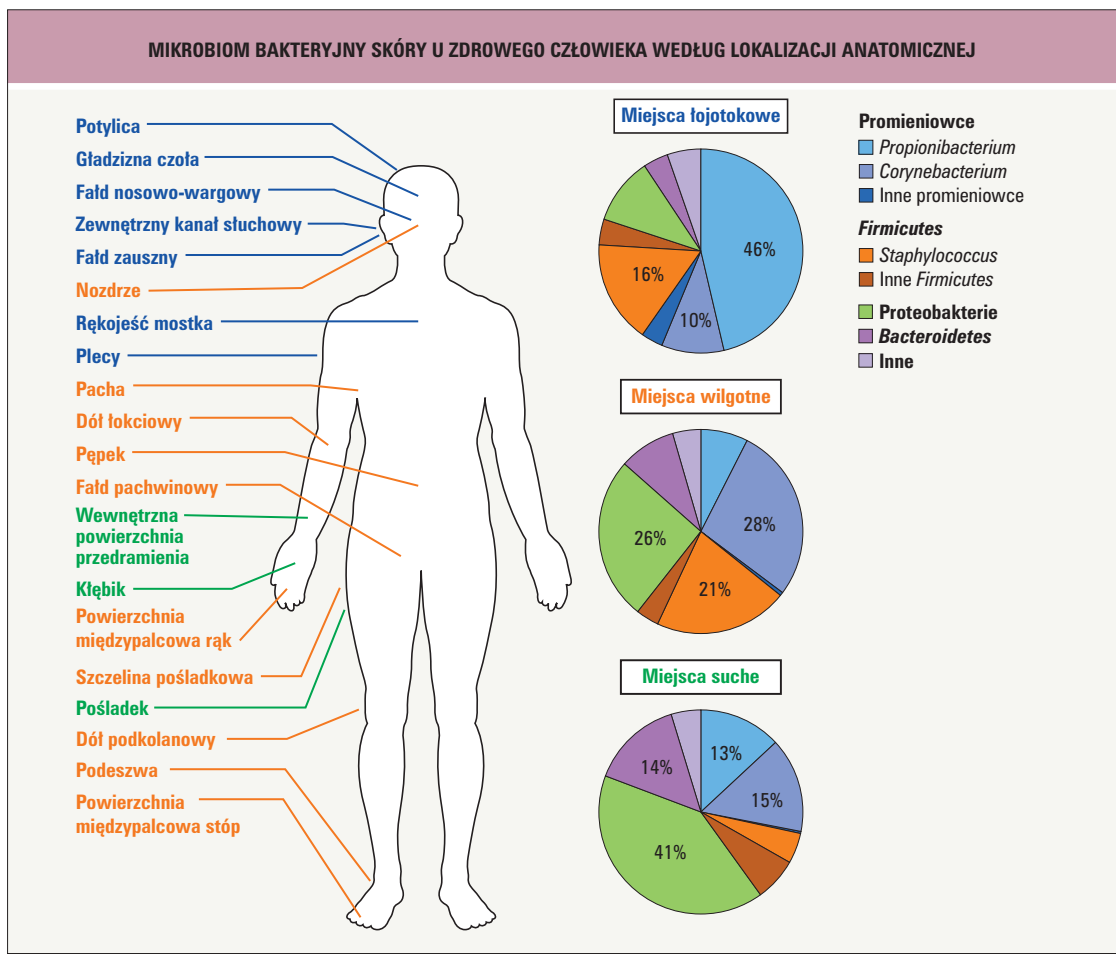 MIKROBIOM BAKTERYJNY SKÓRY U ZDROWEGO CZŁOWIEKA WEDŁUG LOKALIZACJI ANATOMICZNEJ
Potylica
Gładzizna czoła
Fałd nosowo-wargowy
Zewnętrzny kanał słuchowy
Fałd zauszny
Nozdrze
Rękojeść mostka
Plecy
Pacha
Dół łokciowy
Pępek
Fałd pachwinowy
Wewnętrzna
powierzchnia
przedramienia
Kłębik
Powierzchnia
międzypalcowa rąk
Szczelina pośladkowa
Pośladek
Dół podkolanowy
Podeszwa
Powierzchnia
międzypalcowa stóp
Miejsca łojotokowe
46%
16%
10%
Miejsca wilgotne
28%
26%
21%
Miejsca suche
13%
14%
15%
41%
Promieniowce
Propionibacterium
Corynebacterium
Inne promieniowce
Firmicutes
Staphylococcus
Inne Firmicutes
Proteobakterie
Bacteroidetes
Inne